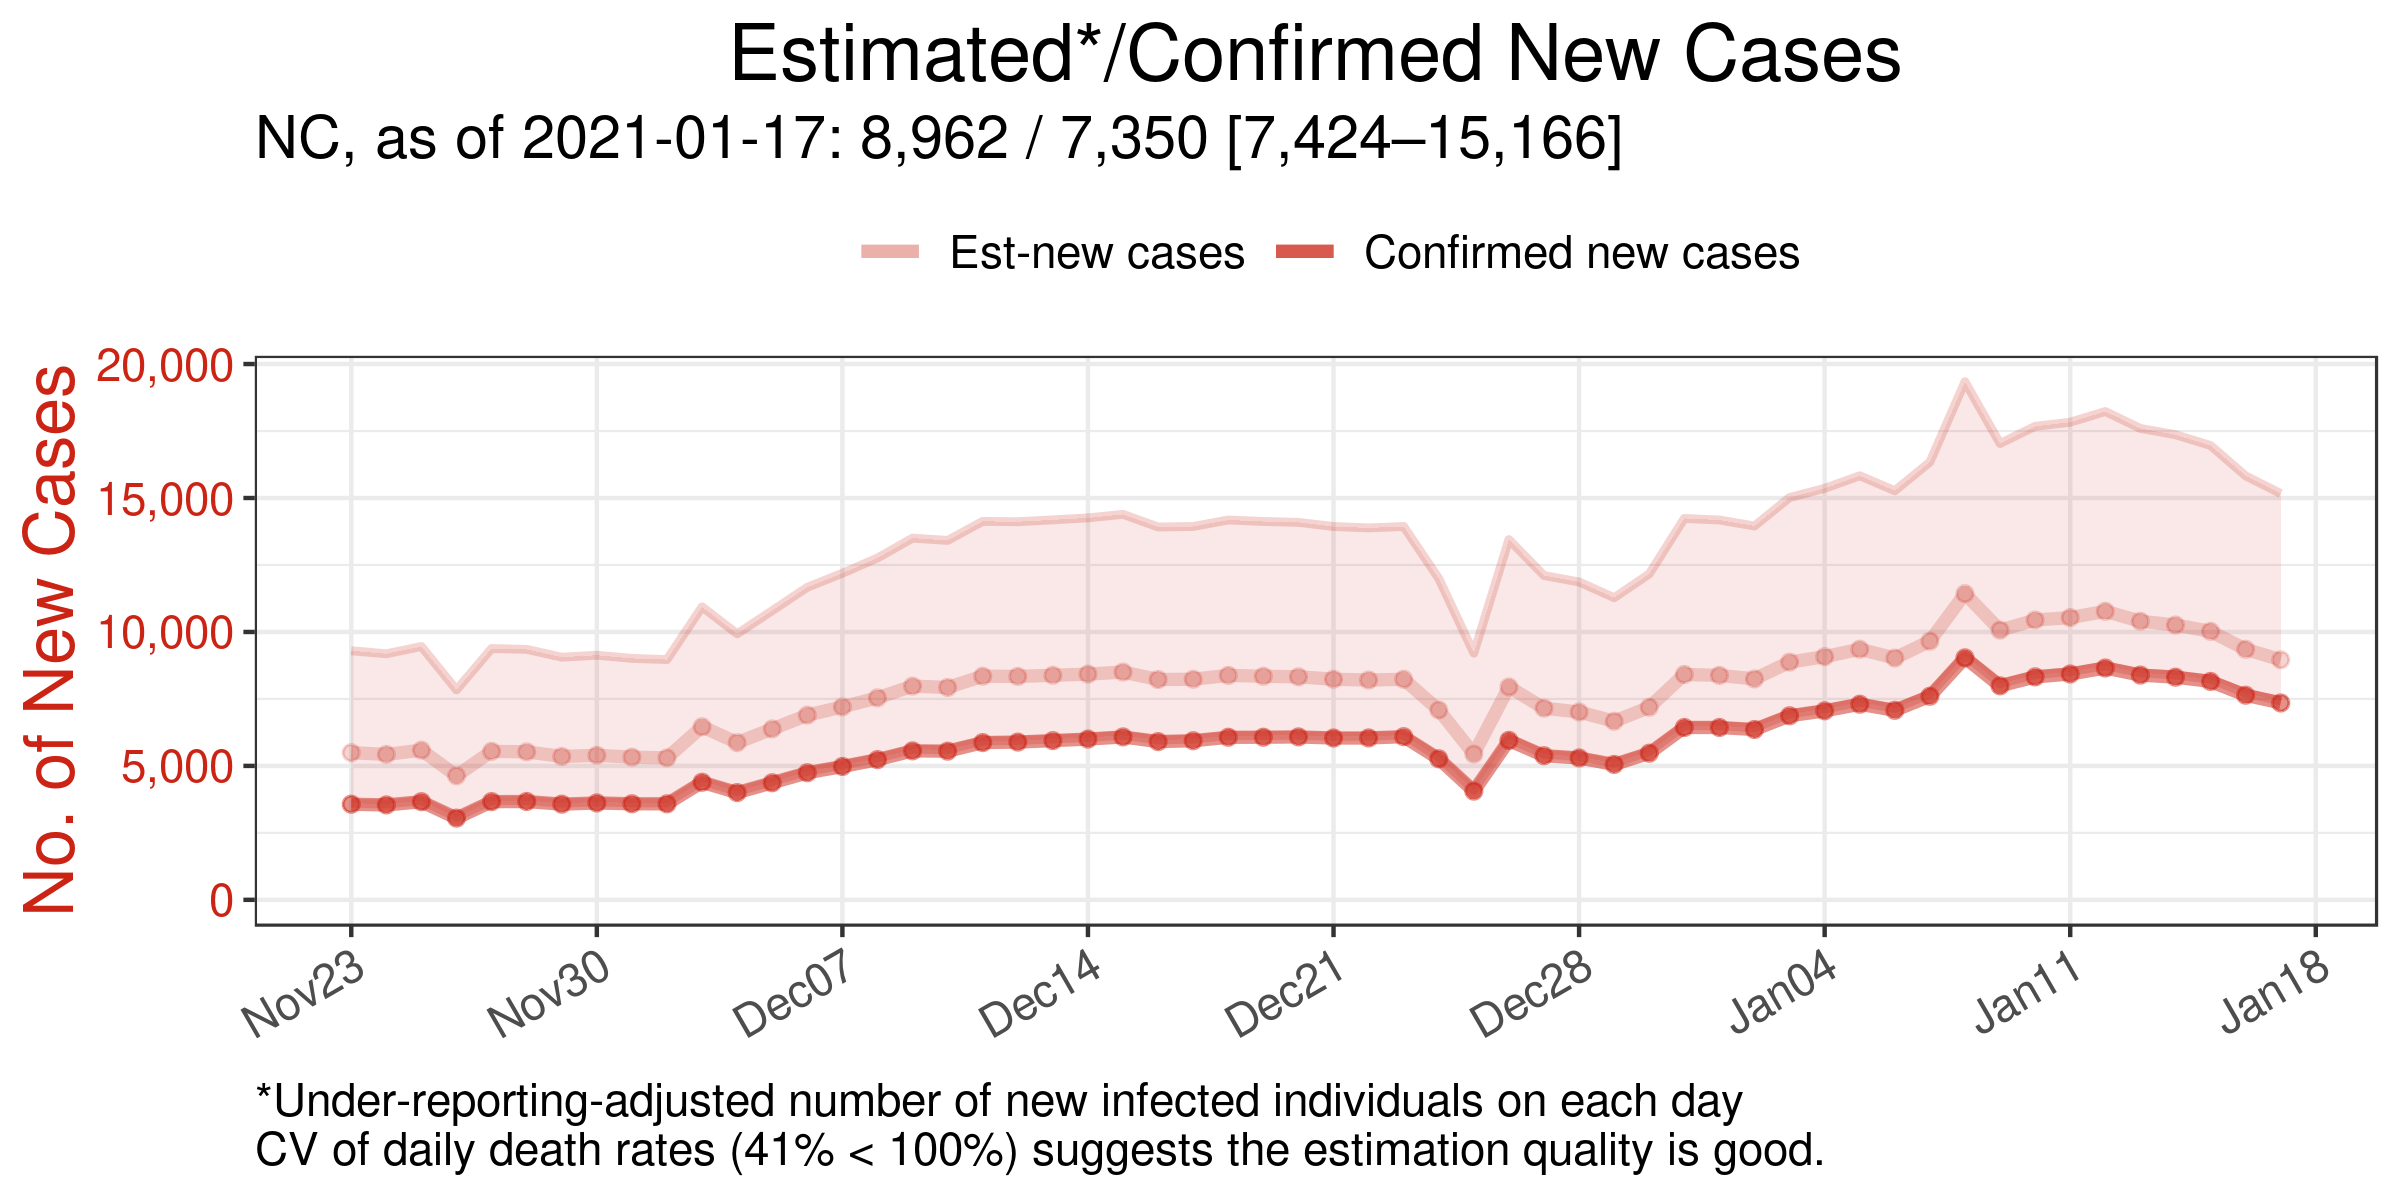 Estimated*/Confirmed New Cases
NC, as of 2021-01-17: 8,962 / 7,350 [7,424–15,166]
Est-new cases
Confirmed new cases
No. of New Cases
20,000
15,000
10,000
5,000
0
Nov23
Nov30
Dec07
Dec14
Dec21
Dec28
Jan04
Jan11
Jan18
*Under-reporting-adjusted number of new infected individuals on each day
CV of daily death rates (41% < 100%) suggests the estimation quality is good.